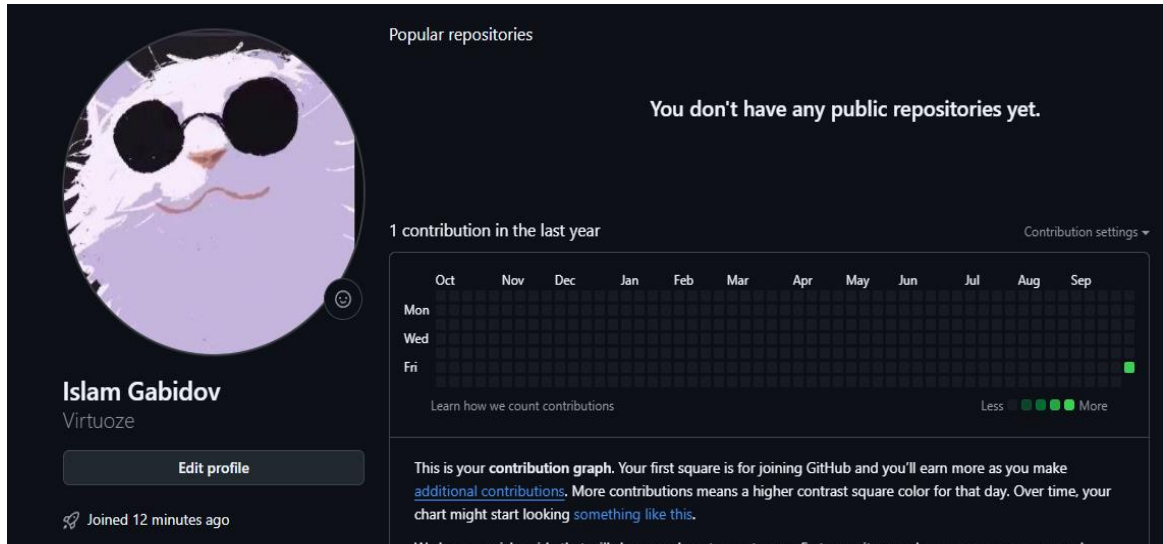 Popular repositories
You don't have any public repositories yet.
1 contribution in the last year
Contribution settings
Oct Nov Dec Jan Feb Mar Apr May Jun Jul Aug Sep
Mon
Wed
Fri
Learn how we count contributions
Less More
Islam Gabidov
Virtuoze
Edit profile
Joined 12 minutes ago
This is your contribution graph. Your first square is for joining GitHub and you'll earn more as you make
additional contributions. More contributions means a higher contrast square color for that day. Over time, your
chart might start looking something like this.